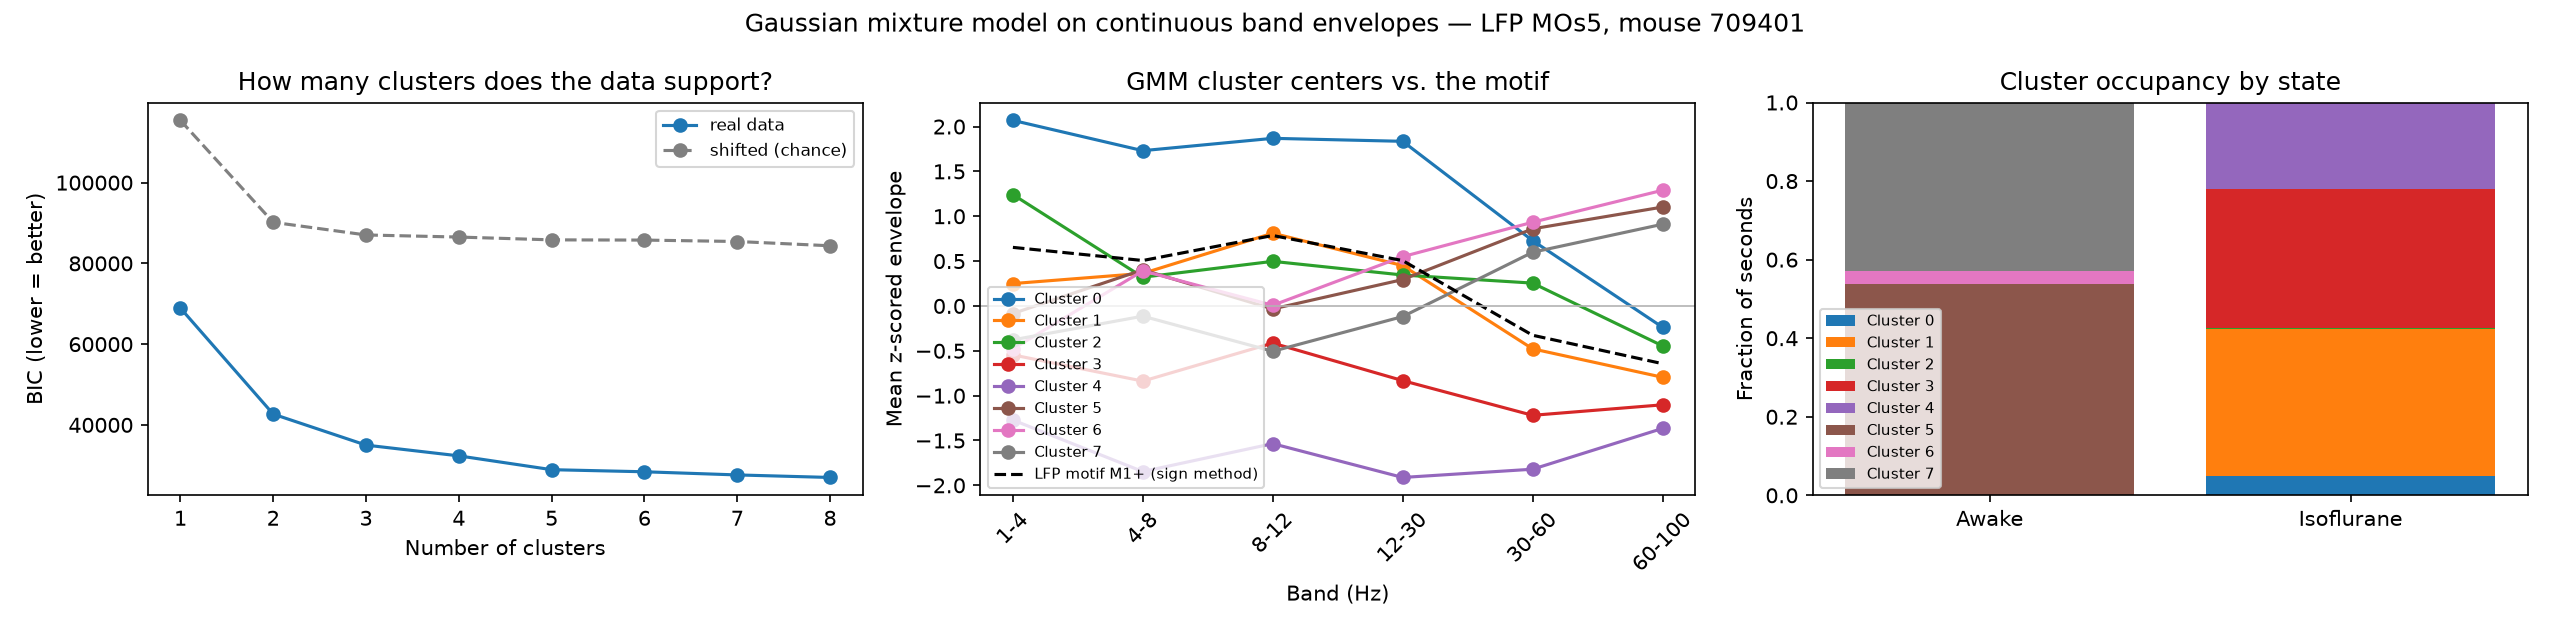 Gaussian mixture model on continuous band envelopes — LFP MOs5, mouse 709401
How many clusters does the data support?
BIC (lower = better)
100000
80000
60000
40000
real data
shifted (chance)
1 2 3 4 5 6 7 8
Number of clusters
GMM cluster centers vs. the motif
Mean z-scored envelope
2.0
1.5
1.0
0.5
0.0
−0.5
−1.0
−1.5
−2.0
Cluster 0
Cluster 1
Cluster 2
Cluster 3
Cluster 4
Cluster 5
Cluster 6
Cluster 7
LFP motif M1+ (sign method)
1-4 4-8 8-12 12-30 30-60 60-100
Band (Hz)
Cluster occupancy by state
Fraction of seconds
1.0
0.8
0.6
0.4
0.2
0.0
Cluster 0
Cluster 1
Cluster 2
Cluster 3
Cluster 4
Cluster 5
Cluster 6
Cluster 7
Awake Isoflurane